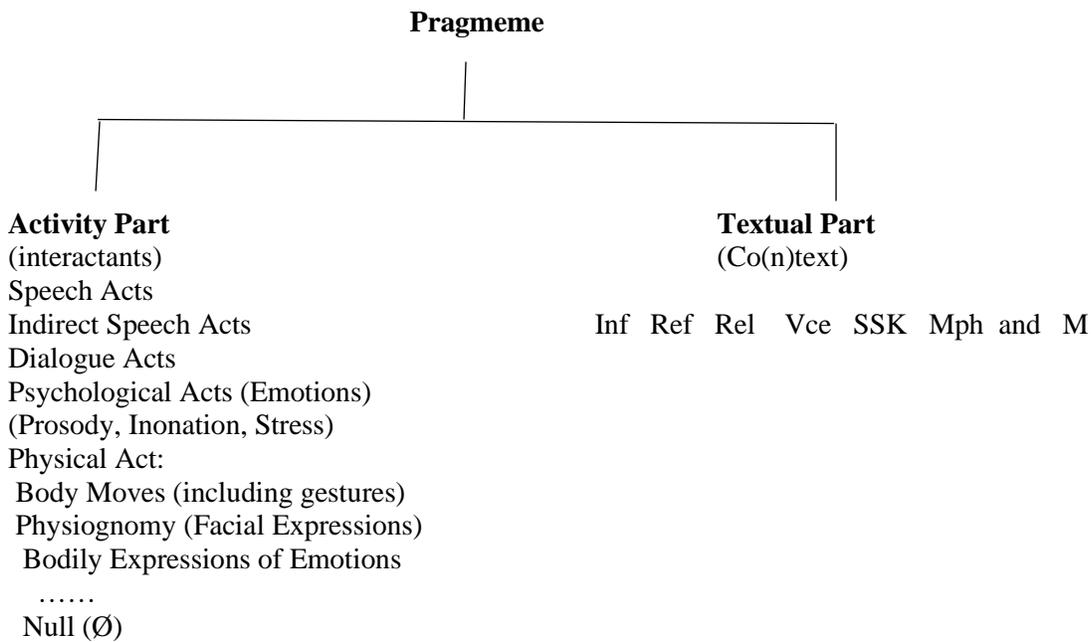 Pragmeme
Activity Part
(interactants)
Speech Acts
Indirect Speech Acts
Dialogue Acts
Psychological Acts (Emotions)
(Prosody, Inonation, Stress)
Physical Act:
Body Moves (including gestures)
Physiognomy (Facial Expressions)
Bodily Expressions of Emotions
……
Null (Ø)
Textual Part
(Co(n)text)
Inf Ref Rel Vce SSK Mph and M